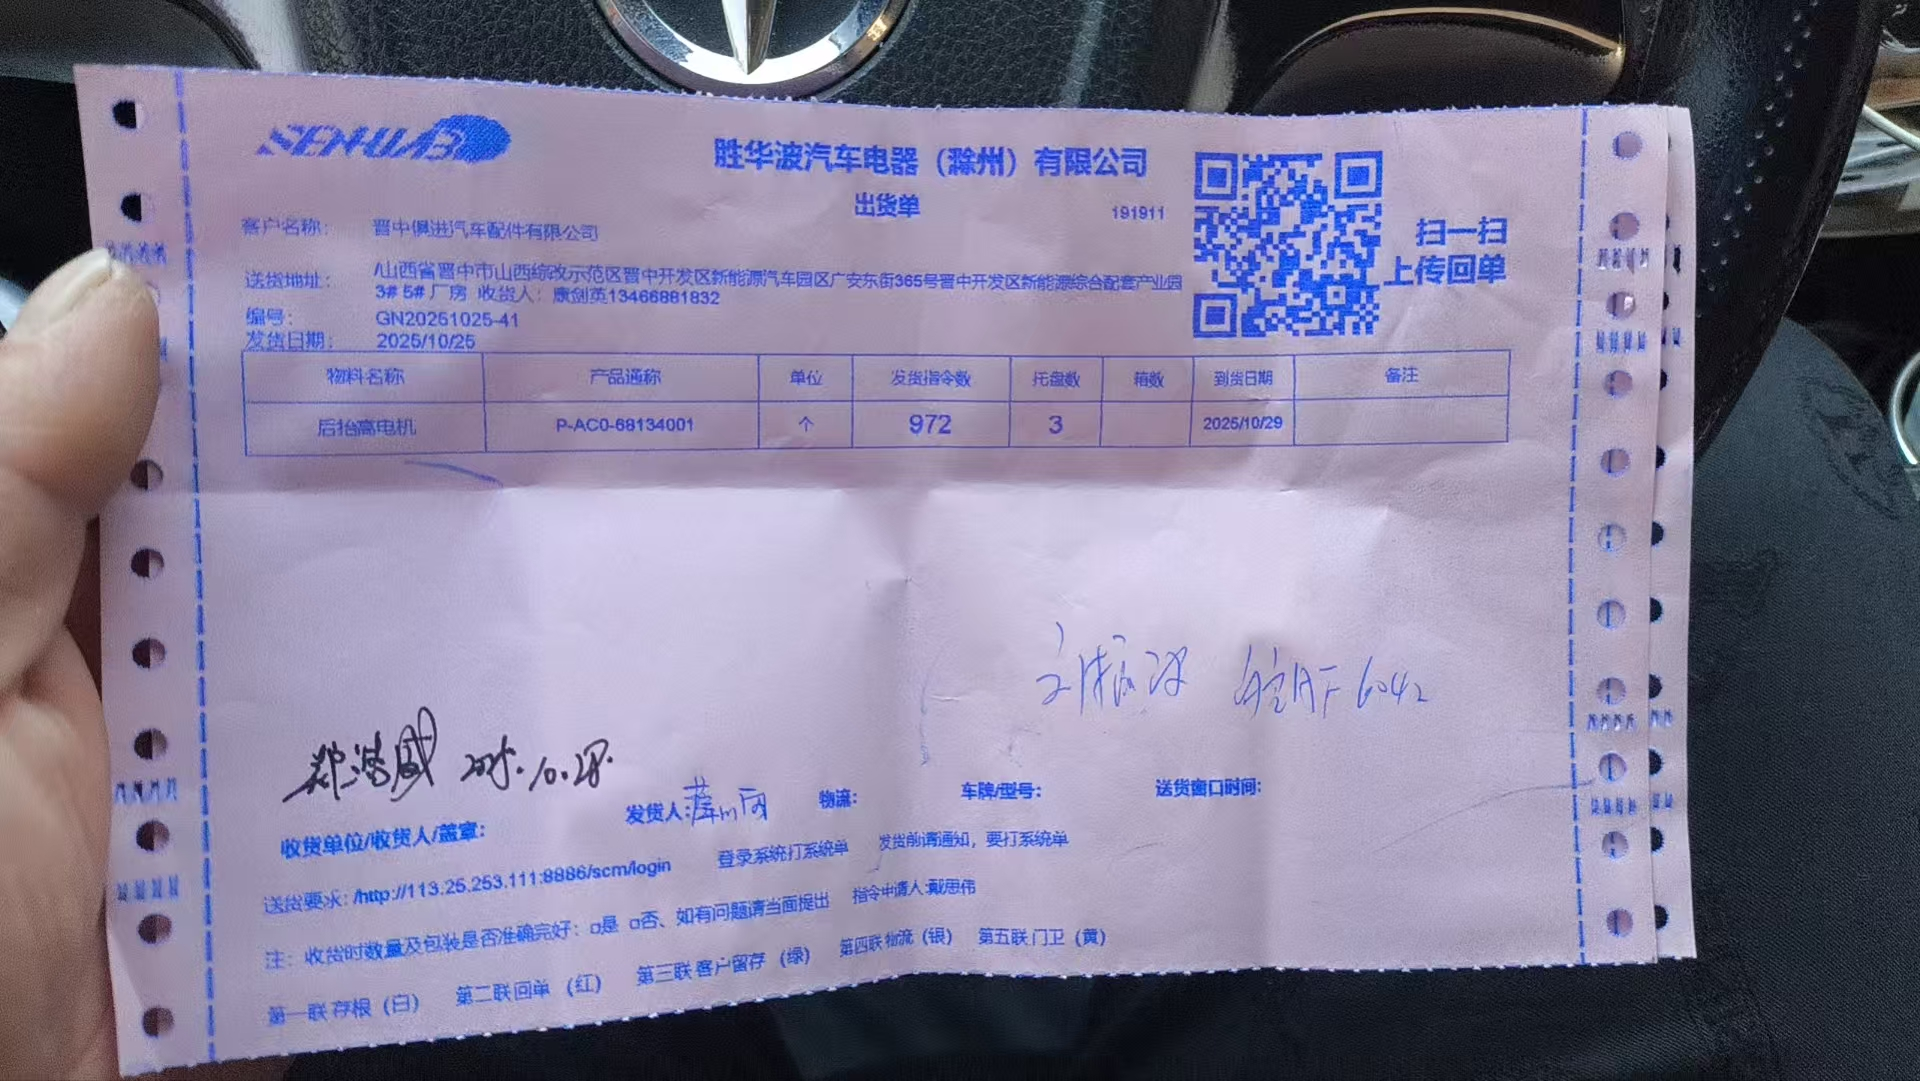 SENUAB
胜华波汽车电器（滁州）有限公司
出货单
191911
扫一扫
上传回单
客户名称： 晋中俱进汽车配件有限公司
送货地址： /山西省晋中市山西综改示范区晋中开发区新能源汽车园区广安东街365号晋中开发区新能源综合配套产业园
3# 5# 厂房 收货人：康剑英13466881832
编号： GN20251025-41
发货日期： 2025/10/25
物料名称 产品通称 单位 发货指令数 托盘数 箱数 到货日期 备注
后抬高电机 P-AC0-68134001 个 972 3 2025/10/29
6042
郑浩威 2025.10.28.
收货单位/收货人/盖章： 发货人： 物流： 车牌/型号： 送货窗口时间：
送货要求：/http://113.25.253.111:8886/scm/login 登录系统打系统单 发货前请通知，要打系统单
注：收货时数量及包装是否准确完好：□是 □否、如有问题请当面提出 指令申请人:戴思伟
第一联 存根（白） 第二联 回单（红） 第三联 客户留存（绿） 第四联 物流（银） 第五联 门卫（黄）